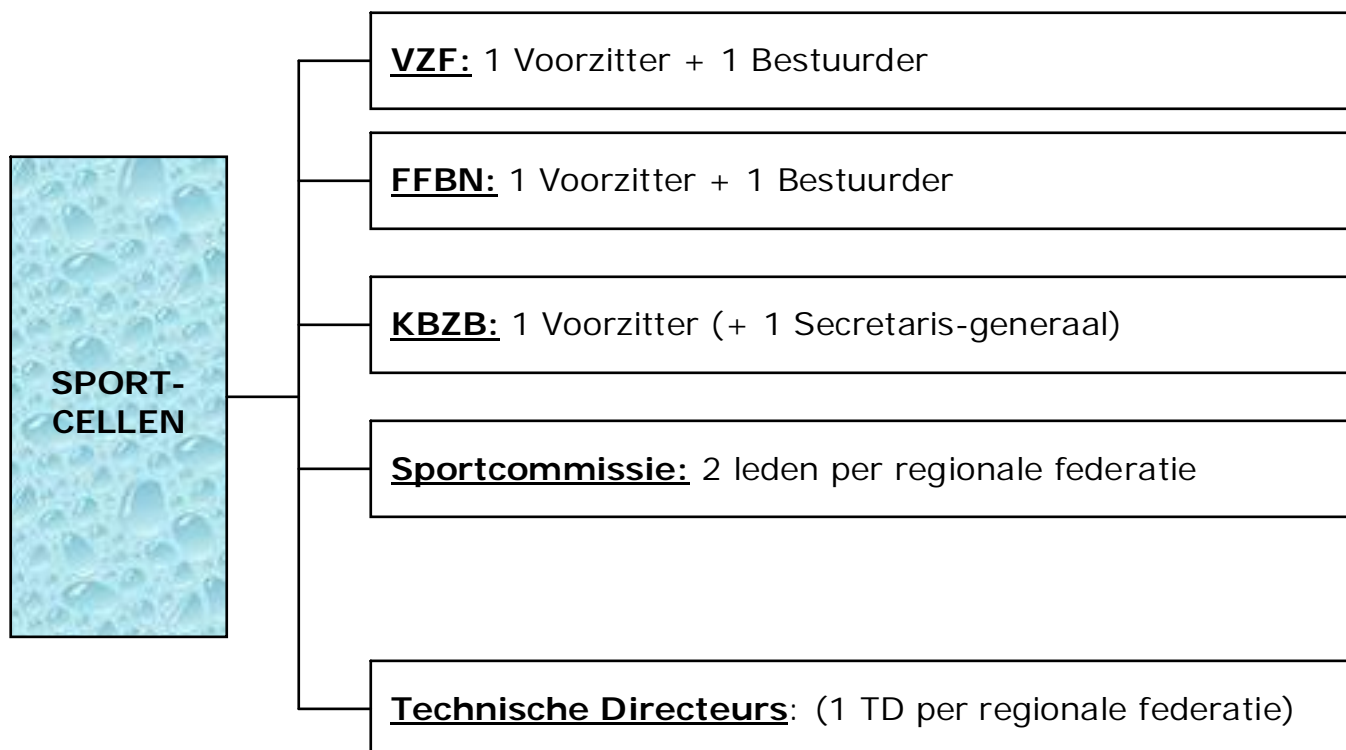 VZF: 1 Voorzitter + 1 Bestuurder
FFBN: 1 Voorzitter + 1 Bestuurder
KBZB: 1 Voorzitter (+ 1 Secretaris-generaal)
SPORT-
CELLEN
Sportcommissie: 2 leden per regionale federatie
Technische Directeurs: (1 TD per regionale federatie)